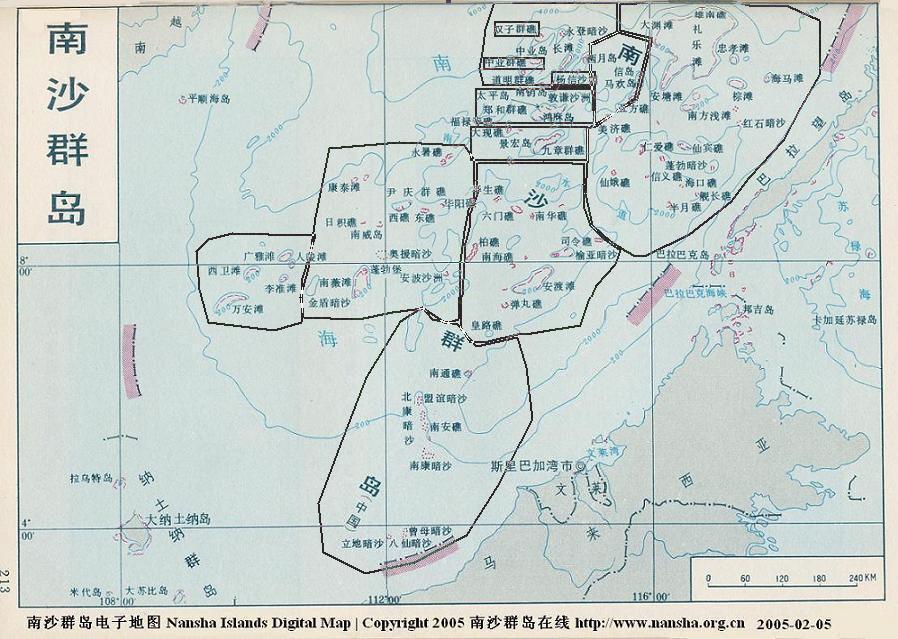 南沙群岛
越
南
平顺海岛
双子群礁
永登暗沙
中业岛
长滩
中业群礁
道明群礁
杨信沙
太平岛
南钥岛
敦谦沙洲
郑和群礁
鸿庥岛
福禄寺礁
大现礁
景宏岛
九章群礁
永暑礁
西月岛
信岛
马欢岛
大渊滩
雄南礁
礼乐滩
忠孝滩
海马滩
安塘滩
棕滩
南方浅滩
红石暗沙
美济礁
仁爱礁
仙宾礁
蓬勃暗沙
信义礁
海口礁
仙娥礁
舰长礁
半月礁
巴拉望岛
康泰滩
尹庆群礁
华阳礁
日积礁
西礁
东礁
南威岛
六门礁
南华礁
广雅滩
人骏滩
西卫滩
李准滩
万安滩
奥援暗沙
蓬勃堡
南薇滩
安波沙洲
金盾暗沙
柏礁
司令礁
南海礁
榆亚暗沙
安渡滩
弹丸礁
皇路礁
巴拉巴克岛
巴拉巴克海峡
邦吉岛
卡加延苏禄岛
苏禄海
南海
南沙群岛
(中国)
南通礁
北康暗沙
盟谊暗沙
南安礁
南康暗沙
曾母暗沙
立地暗沙
八仙暗沙
斯里巴加湾市
文莱湾
文莱
马来西亚
拉乌特岛
纳土纳群岛
大纳土纳岛
米代岛
大苏比岛
8°
00′
4°
00′
108°00′
112°00′
116°00′
0 60 120 180 240 KM
213
南沙群岛电子地图 Nansha Islands Digital Map | Copyright 2005 南沙群岛在线 http://www.nansha.org.cn 2005-02-05